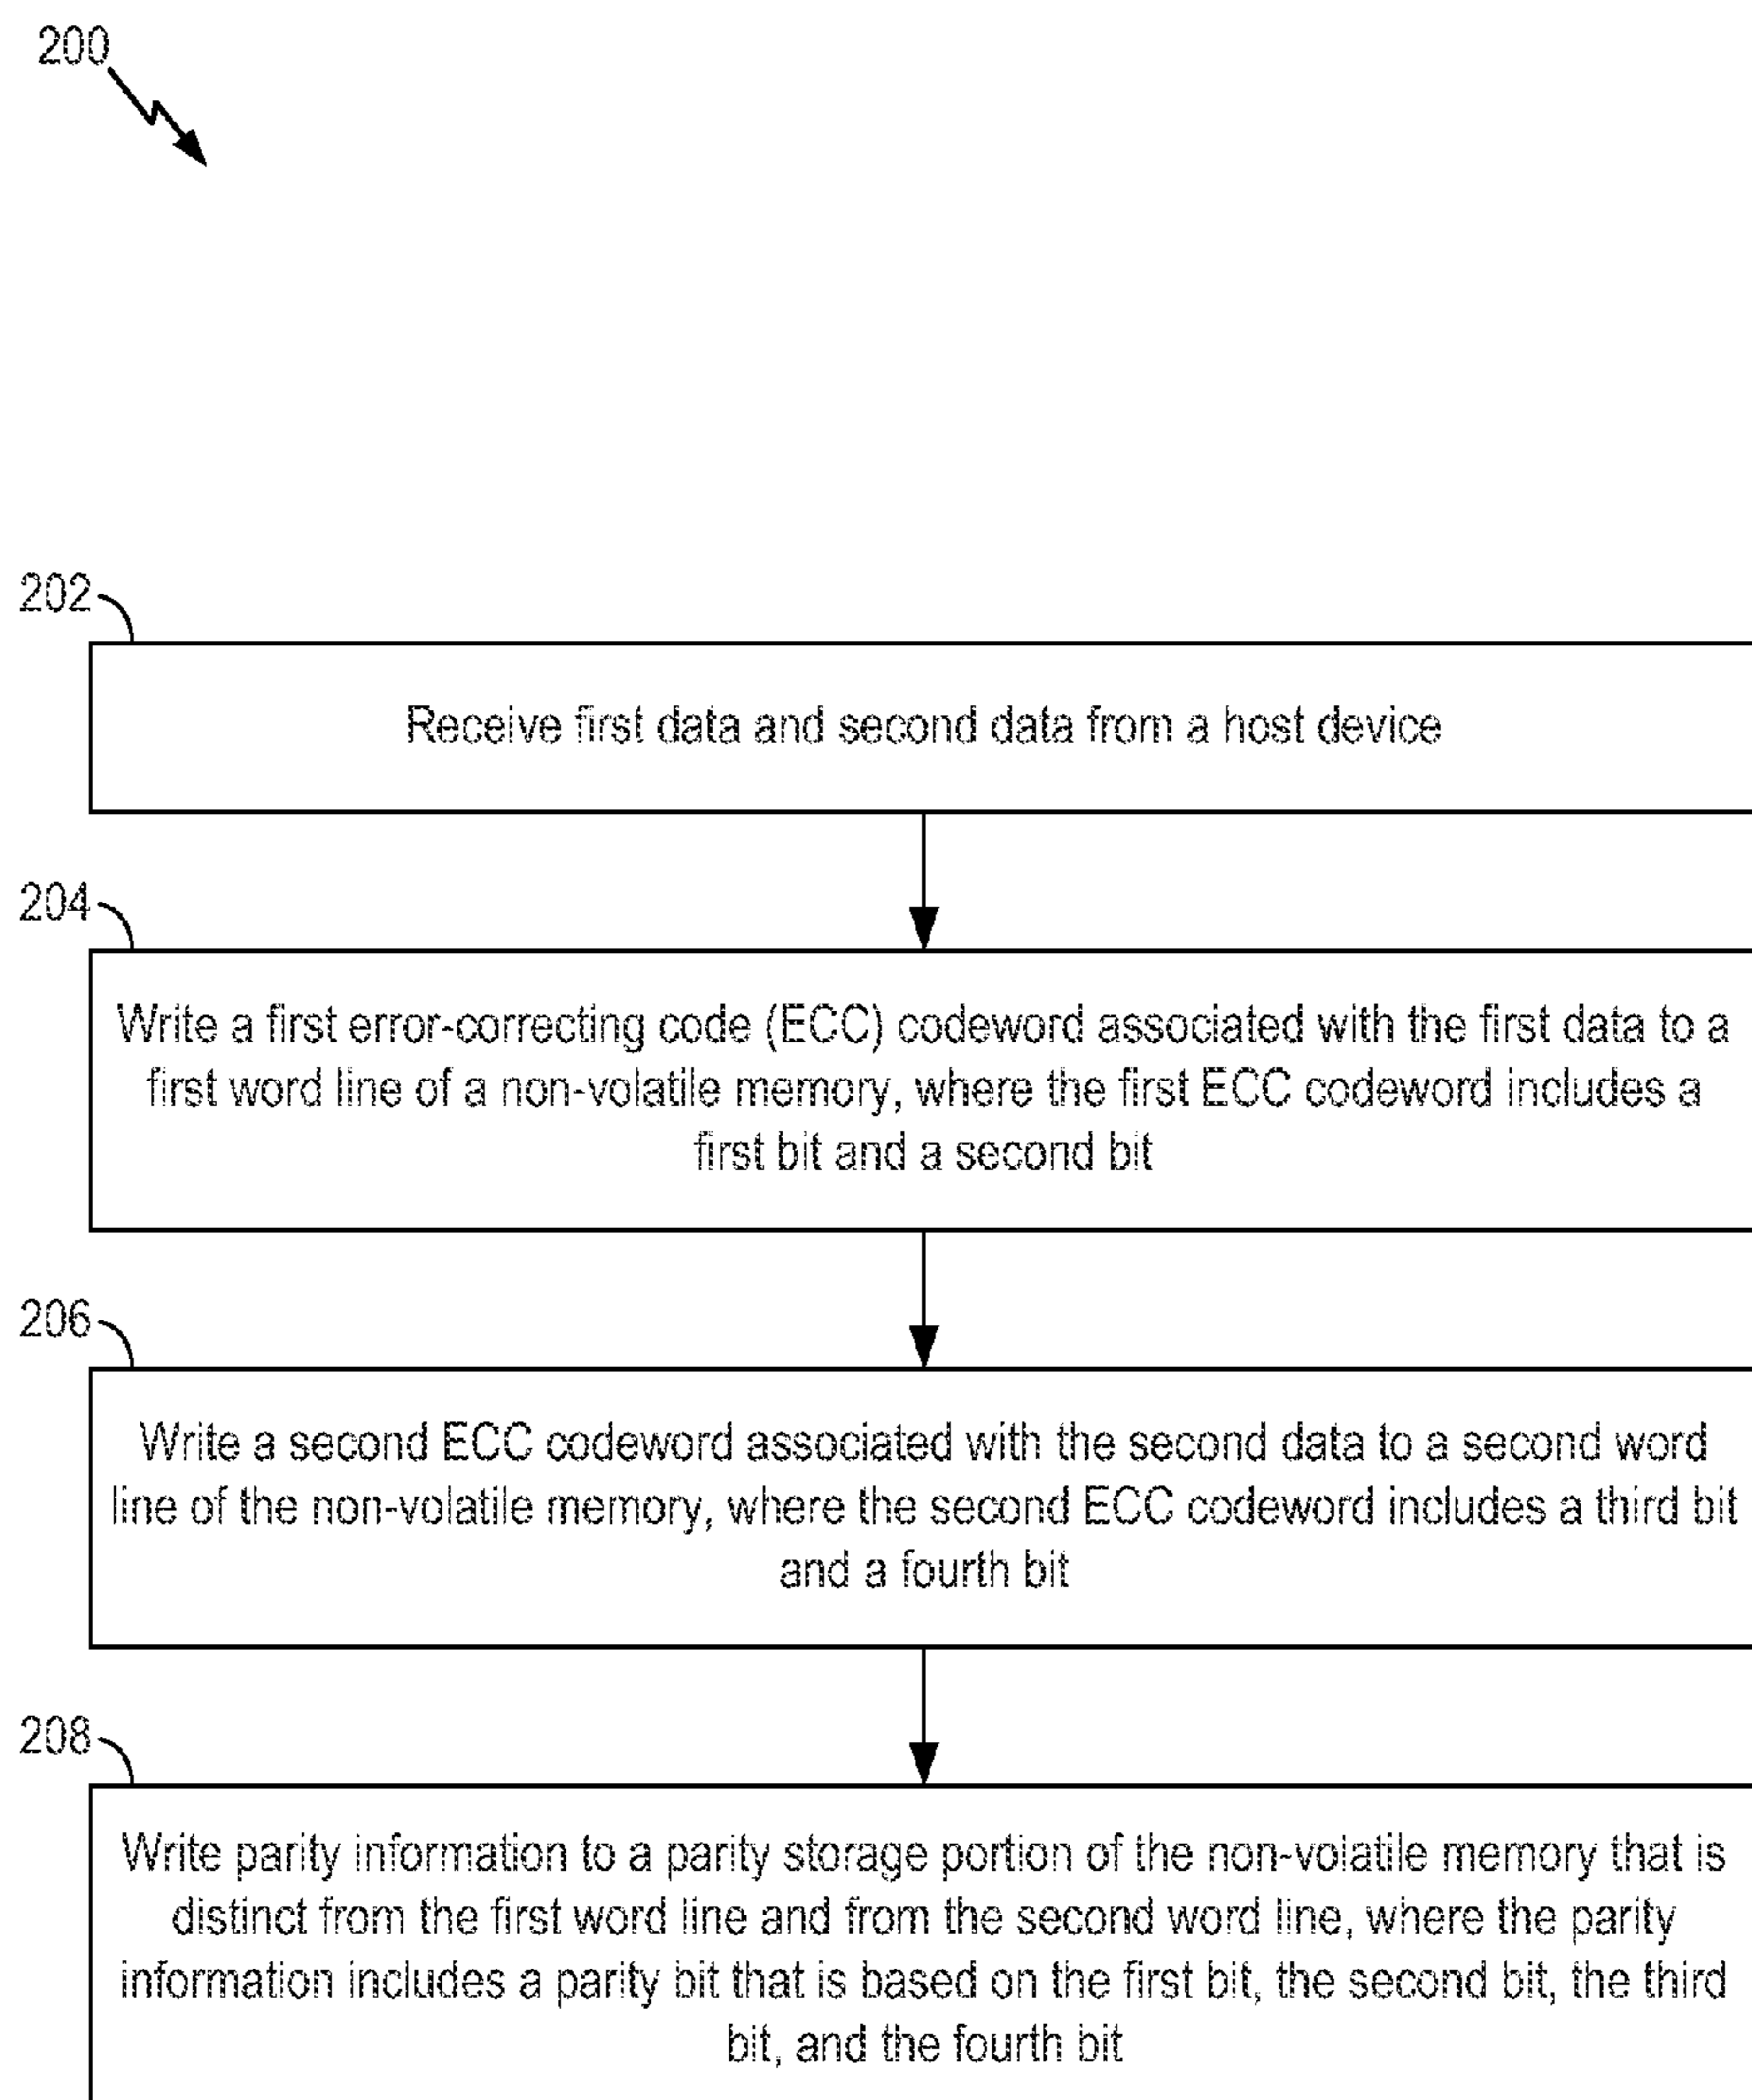 200
202
Receive first data and second data from a host device
204
Write a first error-correcting code (ECC) codeword associated with the first data to a
first word line of a non-volatile memory, where the first ECC codeword includes a
first bit and a second bit
206
Write a second ECC codeword associated with the second data to a second word
line of the non-volatile memory, where the second ECC codeword includes a third bit
and a fourth bit
208
Write parity information to a parity storage portion of the non-volatile memory that is
distinct from the first word line and from the second word line, where the parity
information includes a parity bit that is based on the first bit, the second bit, the third
bit, and the fourth bit